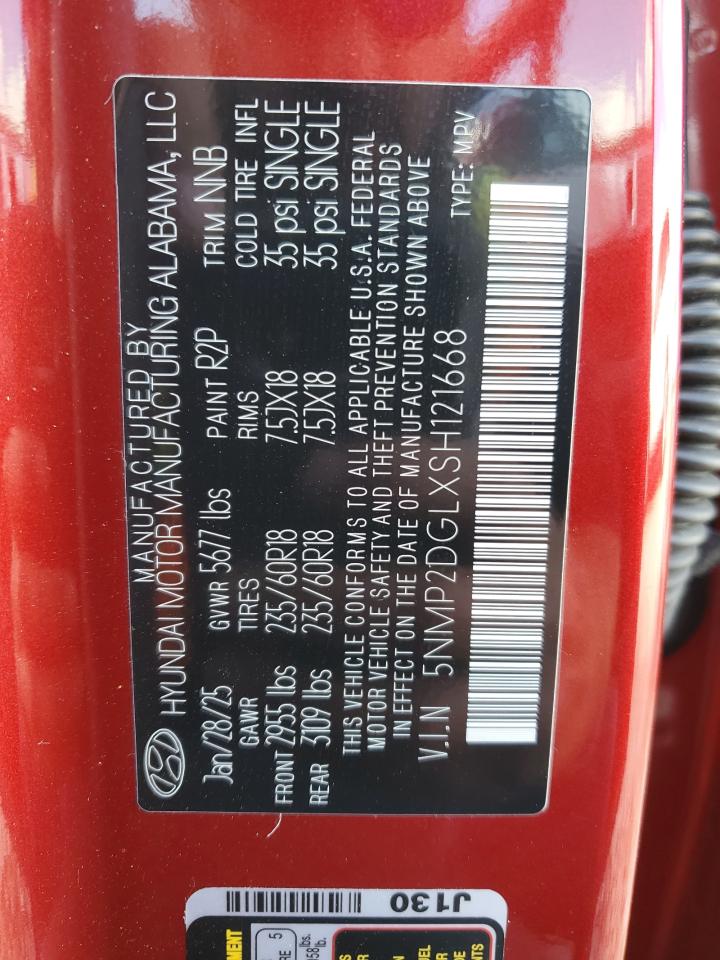 MANUFACTURED BY
HYUNDAI MOTOR MANUFACTURING ALABAMA, LLC
Jan/28/25 GVWR 5677 lbs PAINT R2P TRIM NNB
GAWR TIRES RIMS COLD TIRE INFL
FRONT 2955 lbs 235/60R18 7.5JX18 35 psi SINGLE
REAR 3109 lbs 235/60R18 7.5JX18 35 psi SINGLE
THIS VEHICLE CONFORMS TO ALL APPLICABLE U.S.A. FEDERAL
MOTOR VEHICLE SAFETY AND THEFT PREVENTION STANDARDS
IN EFFECT ON THE DATE OF MANUFACTURE SHOWN ABOVE
V.I.N 5NMP2DGLXSH121668 TYPE: MPV
J130
5
lbs.
lb.